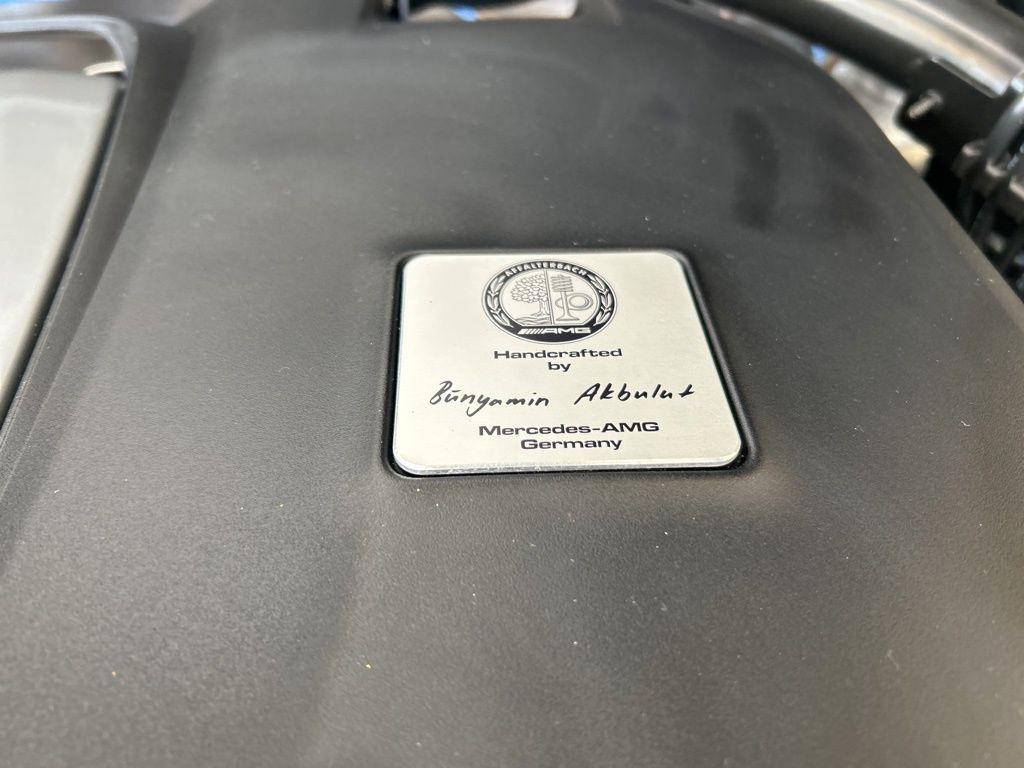 AFFALTERBACH
AMG
Handcrafted
by
Bünyamin Akbulut
Mercedes-AMG
Germany